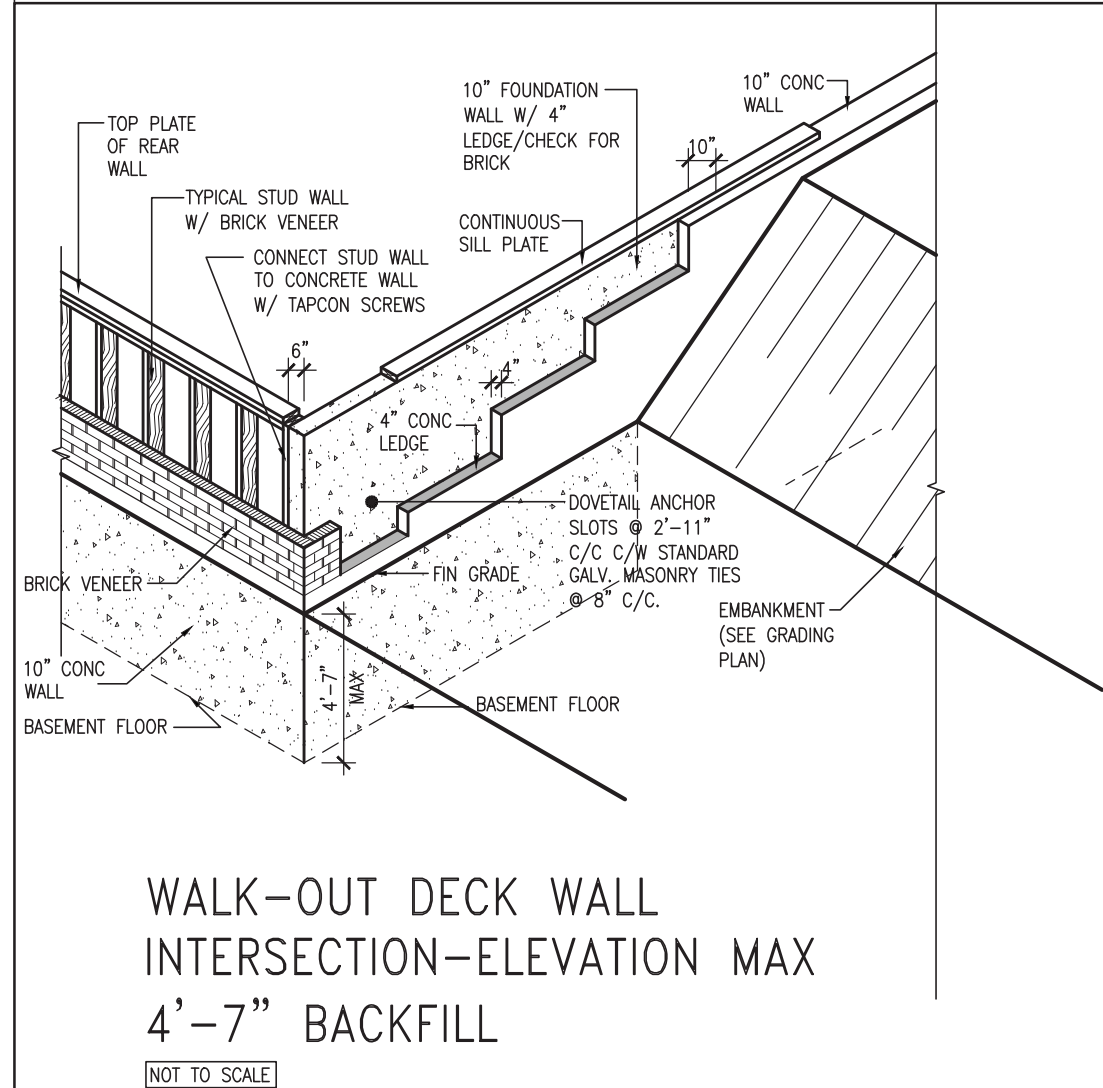 TOP PLATE
OF REAR
WALL
TYPICAL STUD WALL
W/ BRICK VENEER
CONNECT STUD WALL
TO CONCRETE WALL
W/ TAPCON SCREWS
10" FOUNDATION
WALL W/ 4"
LEDGE/CHECK FOR
BRICK
10" CONC
WALL
10"
CONTINUOUS
SILL PLATE
6"
4"
4" CONC
LEDGE
DOVETAIL ANCHOR
SLOTS @ 2'-11"
C/C C/W STANDARD
GALV. MASONRY TIES
@ 8" C/C.
FIN GRADE
BRICK VENEER
EMBANKMENT
(SEE GRADING
PLAN)
10" CONC
WALL
4'-7"
MAX
BASEMENT FLOOR
BASEMENT FLOOR
WALK-OUT DECK WALL
INTERSECTION-ELEVATION MAX
4'-7" BACKFILL
NOT TO SCALE